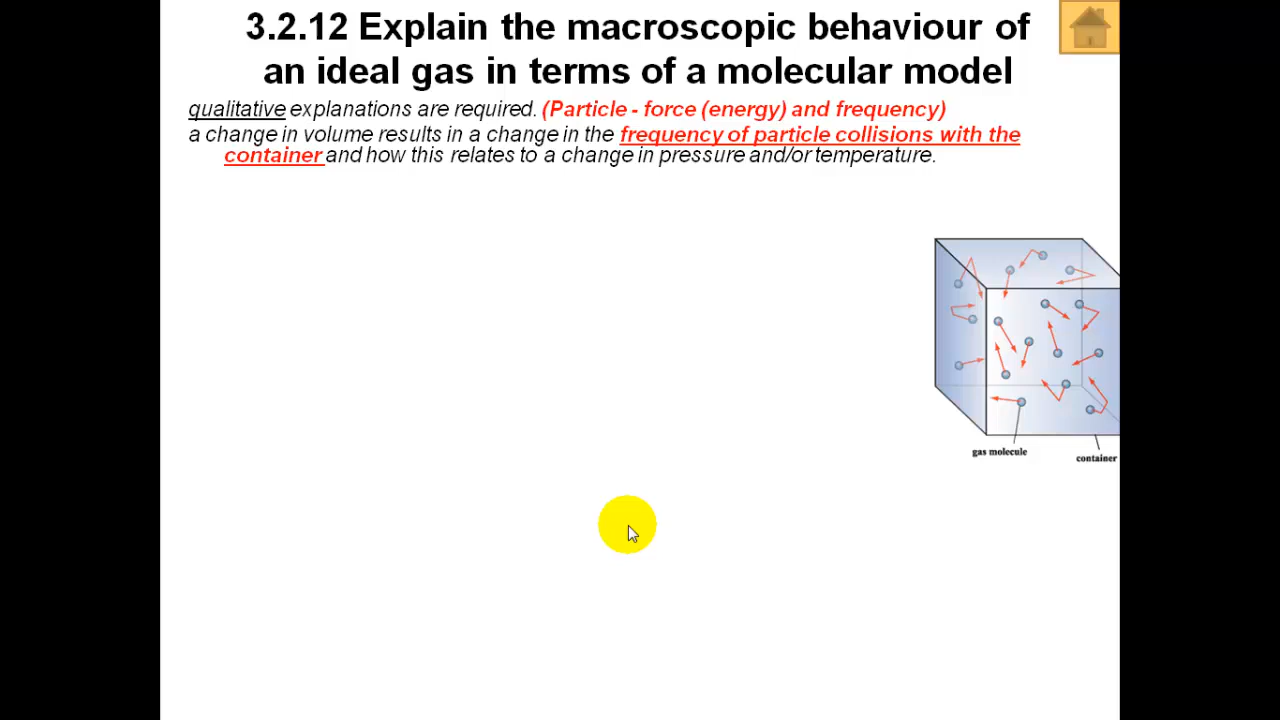 3.2.12 Explain the macroscopic behaviour of
an ideal gas in terms of a molecular model
qualitative explanations are required. (Particle - force (energy) and frequency)
a change in volume results in a change in the frequency of particle collisions with the
container and how this relates to a change in pressure and/or temperature.
gas molecule
container